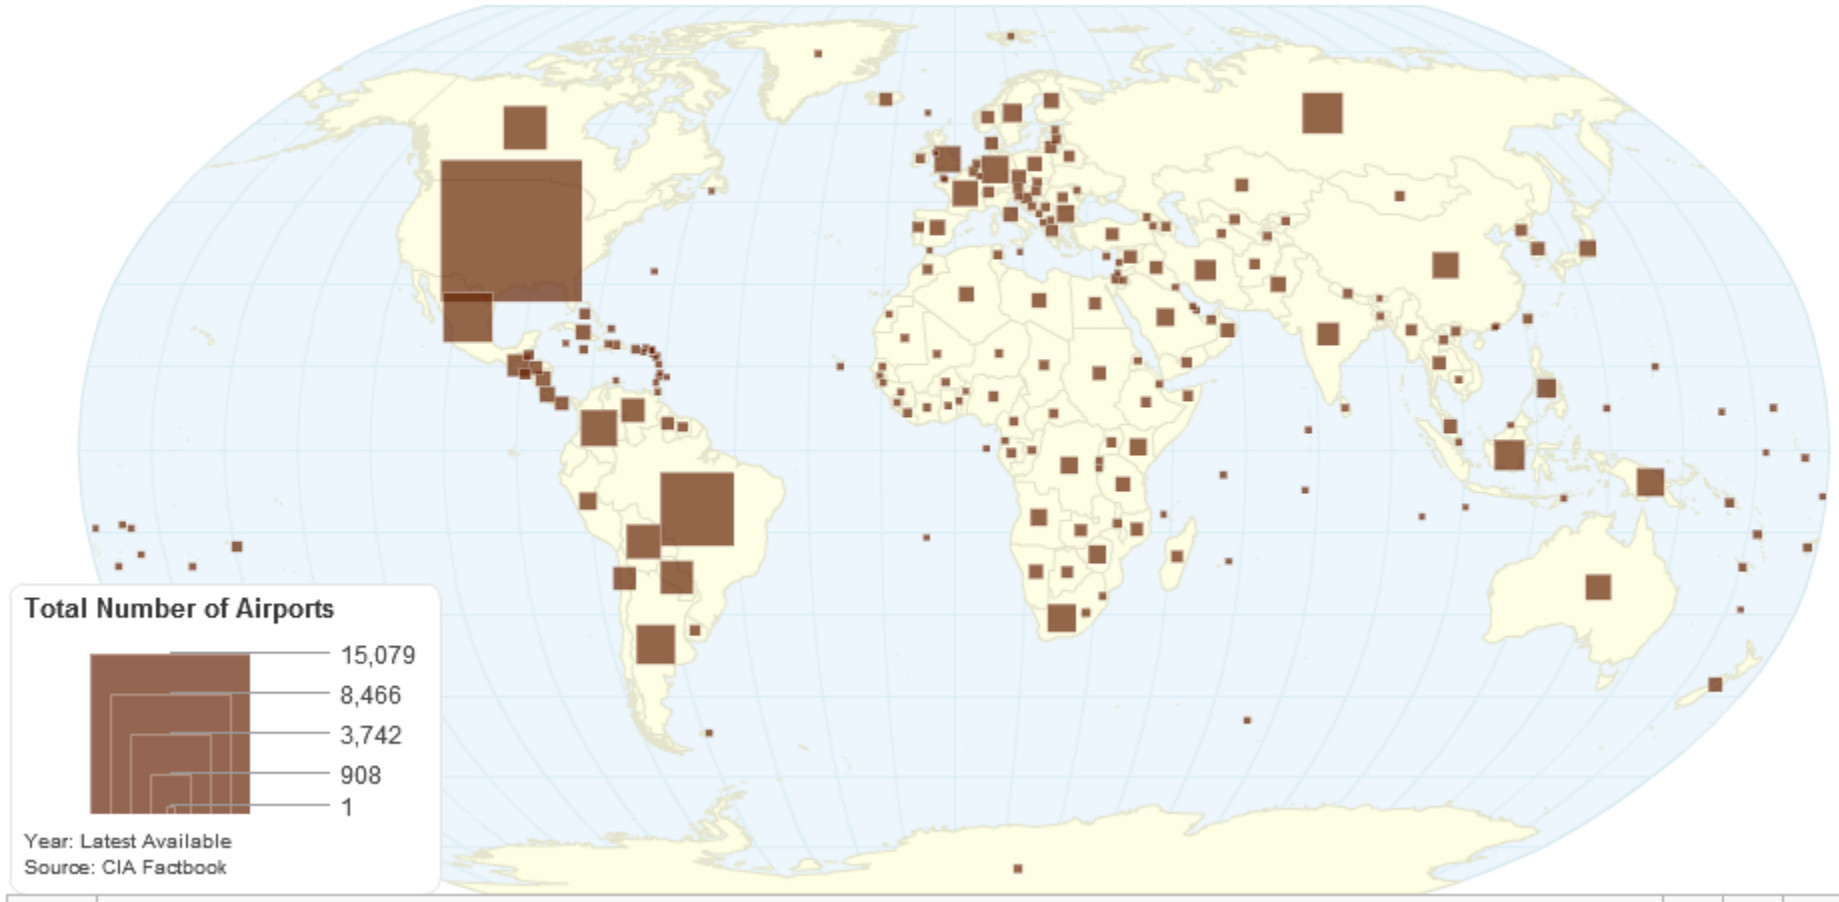 Total Number of Airports
15,079
8,466
3,742
908
1
Year: Latest Available
Source: CIA Factbook